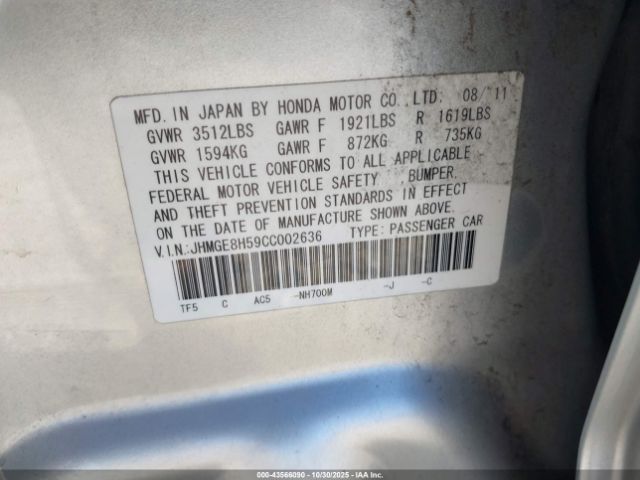 MFD. IN JAPAN BY HONDA MOTOR CO.,LTD. 08/'11
GVWR 3512LBS GAWR F 1921LBS R 1619LBS
GVWR 1594KG GAWR F 872KG R 735KG
THIS VEHICLE CONFORMS TO ALL APPLICABLE
FEDERAL MOTOR VEHICLE SAFETY ,BUMPER,
AND THEFT PREVENTION STANDARDS IN EFFECT
ON THE DATE OF MANUFACTURE SHOWN ABOVE.
V.I.N:JHMGE8H59CC002636 TYPE: PASSENGER CAR
TF5 C AC5 -NH700M -J -C
000-43566090 | 10/30/2025 | IAA Inc.